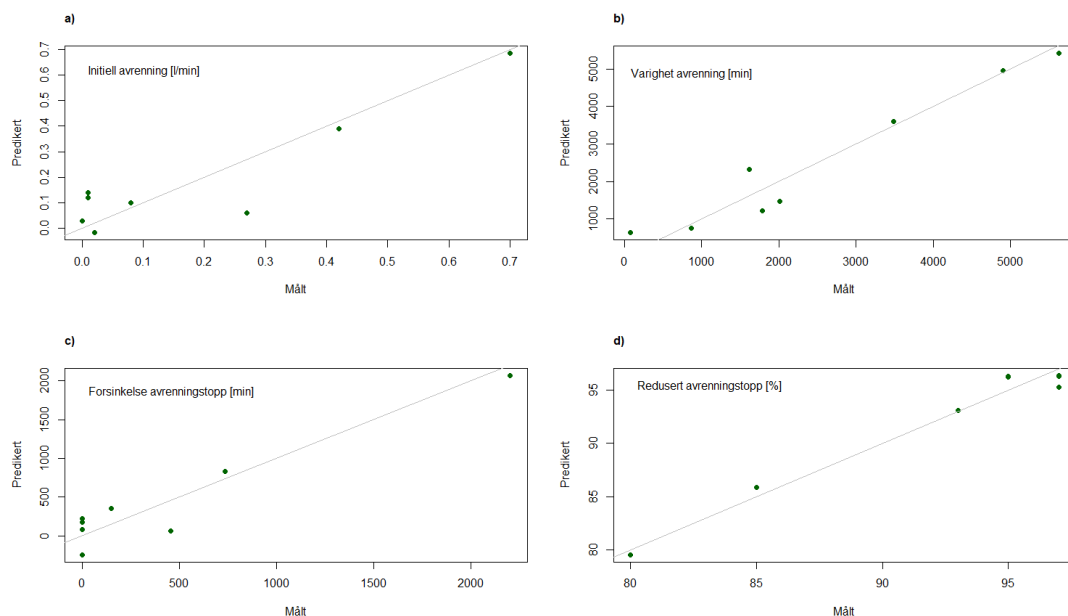 a)
Initiell avrenning [l/min]
Predikert
0.0 0.1 0.2 0.3 0.4 0.5 0.6 0.7
0.0 0.1 0.2 0.3 0.4 0.5 0.6 0.7
Målt
b)
Varighet avrenning [min]
Predikert
1000 2000 3000 4000 5000
0 1000 2000 3000 4000 5000
Målt
c)
Forsinkelse avrenningstopp [min]
Predikert
0 500 1000 1500 2000
0 500 1000 1500 2000
Målt
d)
Redusert avrenningstopp [%]
Predikert
80 85 90 95
80 85 90 95
Målt